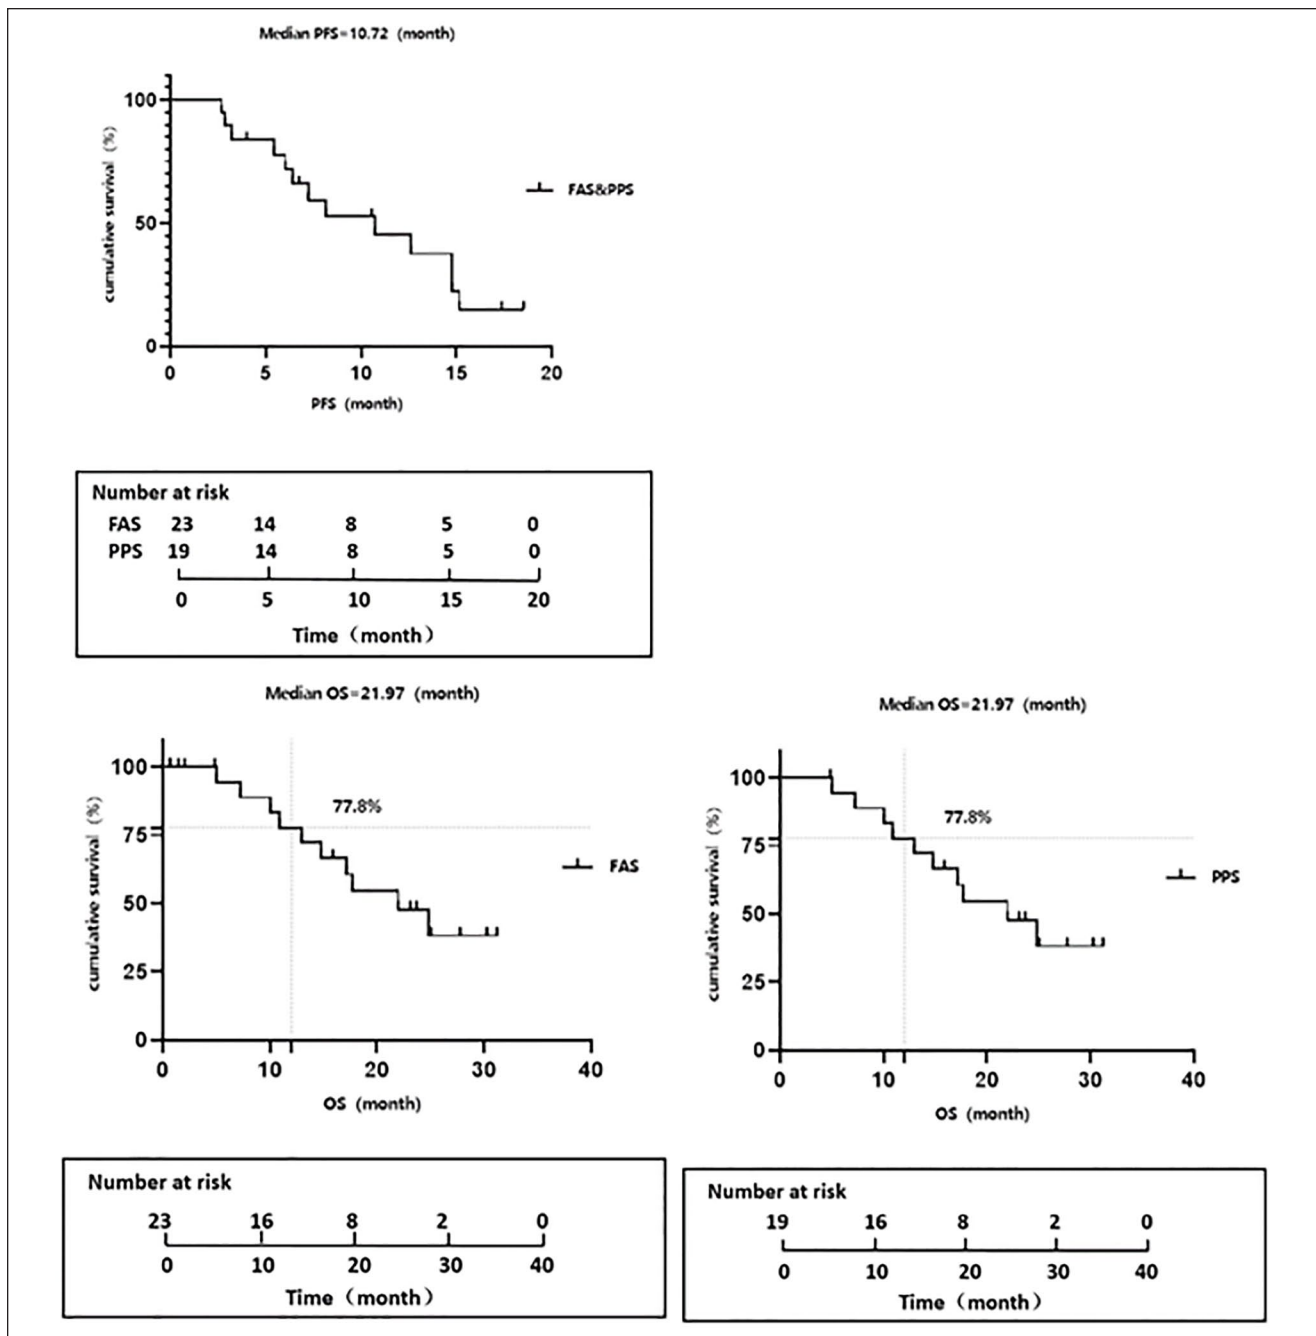 Median PFS=10.72 (month)
100
50
0
cumulative survival (%)
FAS&PPS
0 5 10 15 20
PFS (month)
Number at risk
FAS 23 14 8 5 0
PPS 19 14 8 5 0
0 5 10 15 20
Time (month)
Median OS=21.97 (month)
100
75
50
25
0
cumulative survival (%)
77.8%
FAS
0 10 20 30 40
OS (month)
Number at risk
23 16 8 2 0
0 10 20 30 40
Time (month)
Median OS=21.97 (month)
100
75
50
25
0
cumulative survival (%)
77.8%
PPS
0 10 20 30 40
OS (month)
Number at risk
19 16 8 2 0
0 10 20 30 40
Time (month)